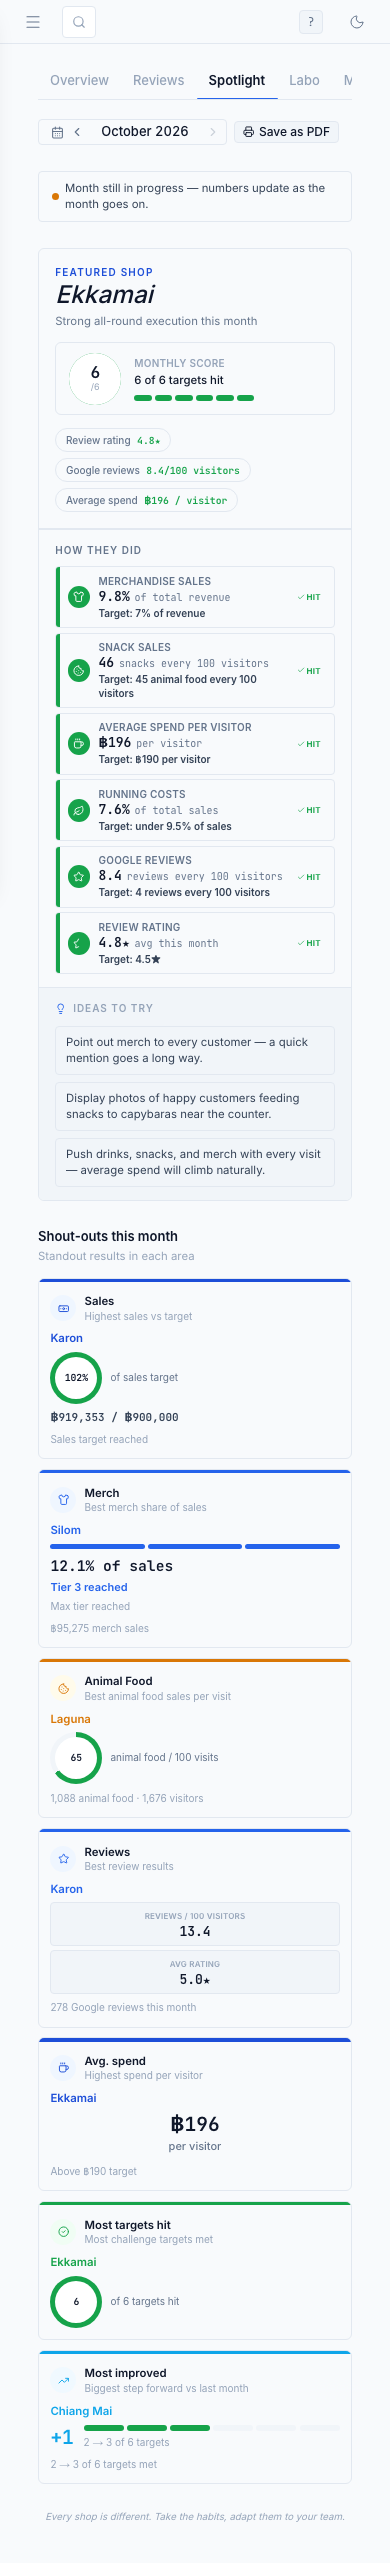 ?
Overview Reviews Spotlight Labo
October 2026 Save as PDF
Month still in progress — numbers update as the
month goes on.
FEATURED SHOP
Ekkamai
Strong all-round execution this month
6
/6
MONTHLY SCORE
6 of 6 targets hit
Review rating 4.8★
Google reviews 8.4/100 visitors
Average spend ฿196 / visitor
HOW THEY DID
MERCHANDISE SALES
9.8% of total revenue
✓ HIT
Target: 7% of revenue
SNACK SALES
46 snacks every 100 visitors
✓ HIT
Target: 45 animal food every 100
visitors
AVERAGE SPEND PER VISITOR
฿196 per visitor
✓ HIT
Target: ฿190 per visitor
RUNNING COSTS
7.6% of total sales
✓ HIT
Target: under 9.5% of sales
GOOGLE REVIEWS
8.4 reviews every 100 visitors
✓ HIT
Target: 4 reviews every 100 visitors
REVIEW RATING
4.8★ avg this month
✓ HIT
Target: 4.5★
IDEAS TO TRY
Point out merch to every customer — a quick
mention goes a long way.
Display photos of happy customers feeding
snacks to capybaras near the counter.
Push drinks, snacks, and merch with every visit
— average spend will climb naturally.
Shout-outs this month
Standout results in each area
Sales
Highest sales vs target
Karon
102%
of sales target
฿919,353 / ฿900,000
Sales target reached
Merch
Best merch share of sales
Silom
12.1% of sales
Tier 3 reached
Max tier reached
฿95,275 merch sales
Animal Food
Best animal food sales per visit
Laguna
65
animal food / 100 visits
1,088 animal food · 1,676 visitors
Reviews
Best review results
Karon
REVIEWS / 100 VISITORS
13.4
AVG RATING
5.0★
278 Google reviews this month
Avg. spend
Highest spend per visitor
Ekkamai
฿196
per visitor
Above ฿190 target
Most targets hit
Most challenge targets met
Ekkamai
6
of 6 targets hit
Most improved
Biggest step forward vs last month
Chiang Mai
+1
2 → 3 of 6 targets
2 → 3 of 6 targets met
Every shop is different. Take the habits, adapt them to your team.